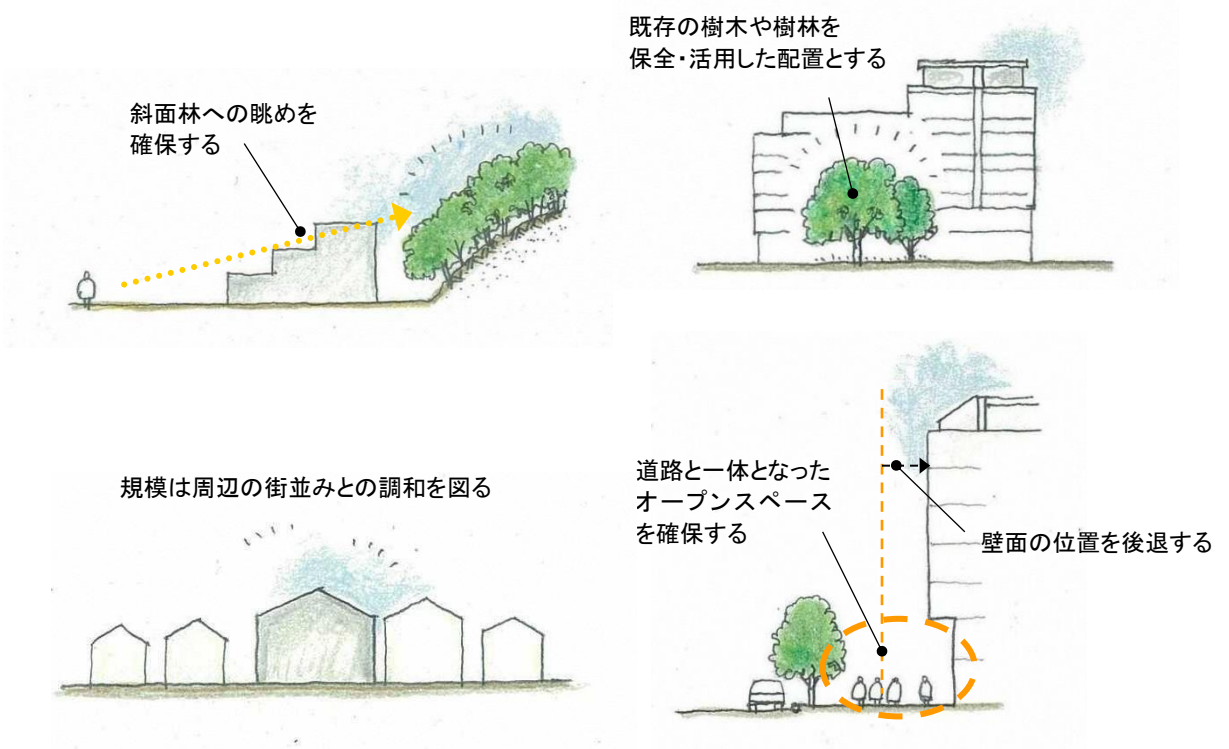 斜面林への眺めを
確保する
既存の樹木や樹林を
保全・活用した配置とする
規模は周辺の街並みとの調和を図る
道路と一体となった
オープンスペース
を確保する
壁面の位置を後退する